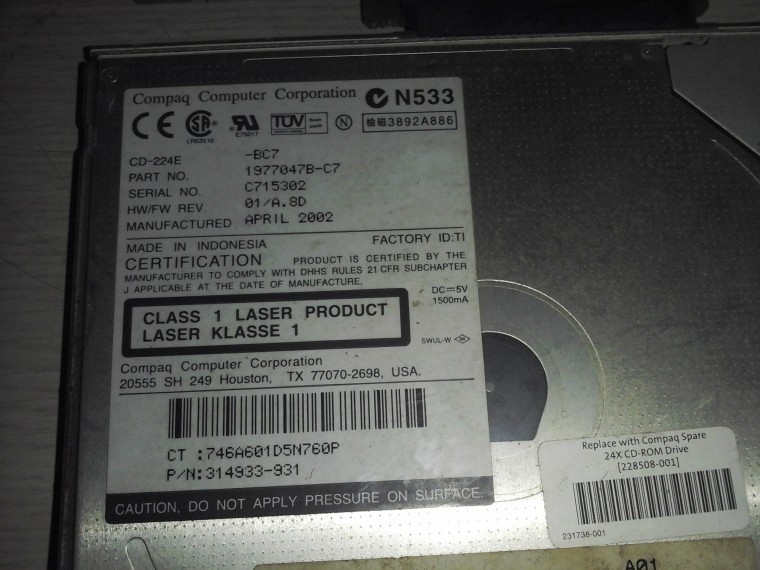 Compaq Computer Corporation N533
CE SA LR63510 UR E75017 TÜV N 檢磁3892A886
CD-224E -BC7
PART NO. 1977047B-C7
SERIAL NO. C715302
HW/FW REV. 01/A.8D
MANUFACTURED APRIL 2002
MADE IN INDONESIA FACTORY ID:TI
CERTIFICATION PRODUCT IS CERTIFIED BY THE
MANUFACTURER TO COMPLY WITH DHHS RULES 21 CFR SUBCHAPTER
J APPLICABLE AT THE DATE OF MANUFACTURE.
DC=5V
1500mA
CLASS 1 LASER PRODUCT
LASER KLASSE 1
SWUL-W
Compaq Computer Corporation
20555 SH 249 Houston, TX 77070-2698, USA.
CT :746A601D5N760P
P/N:314933-931
CAUTION, DO NOT APPLY PRESSURE ON SURFACE.
Replace with Compaq Spare
24X CD-ROM Drive
[228508-001]
231738-001
A01